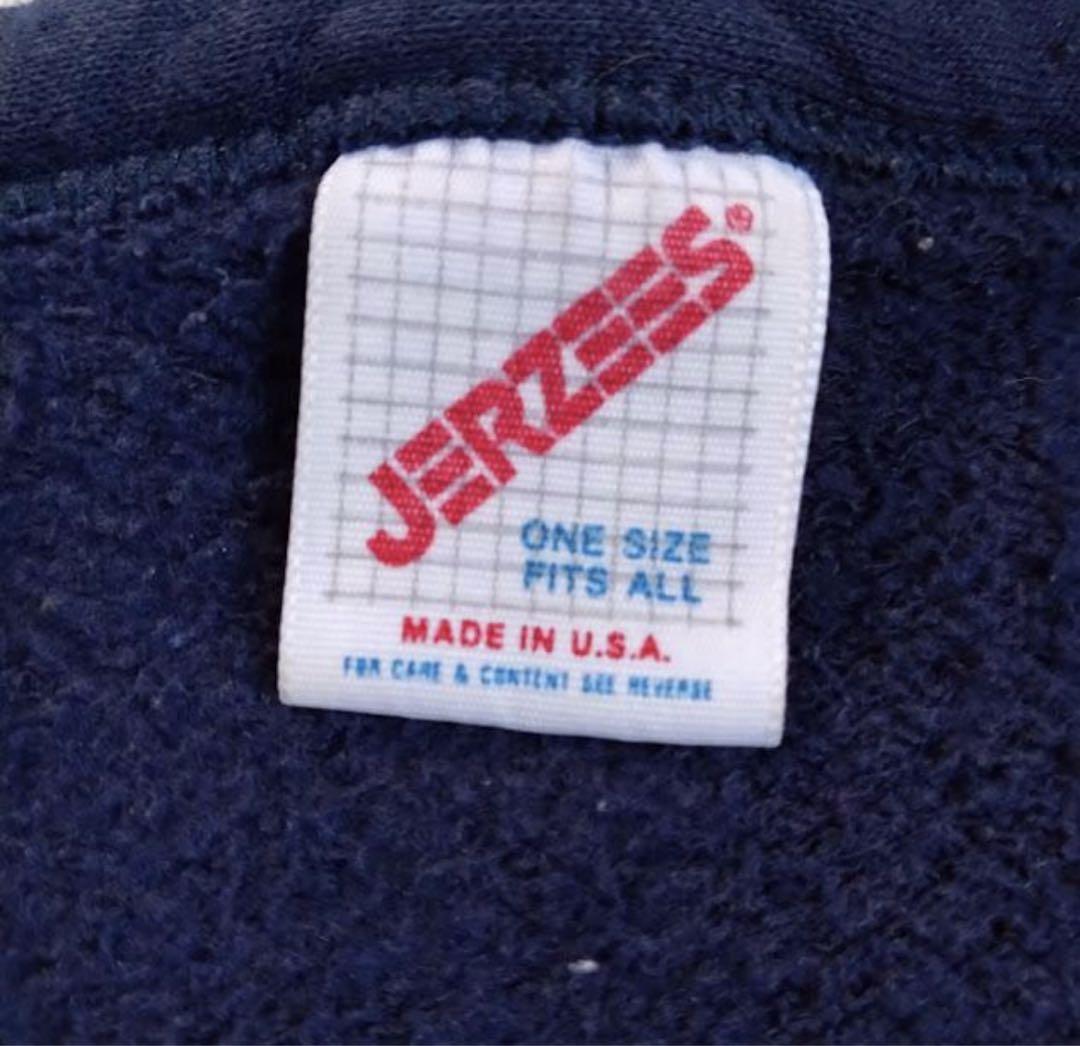 JERZEES®
ONE SIZE
FITS ALL
MADE IN U.S.A.
FOR CARE & CONTENT SEE REVERSE